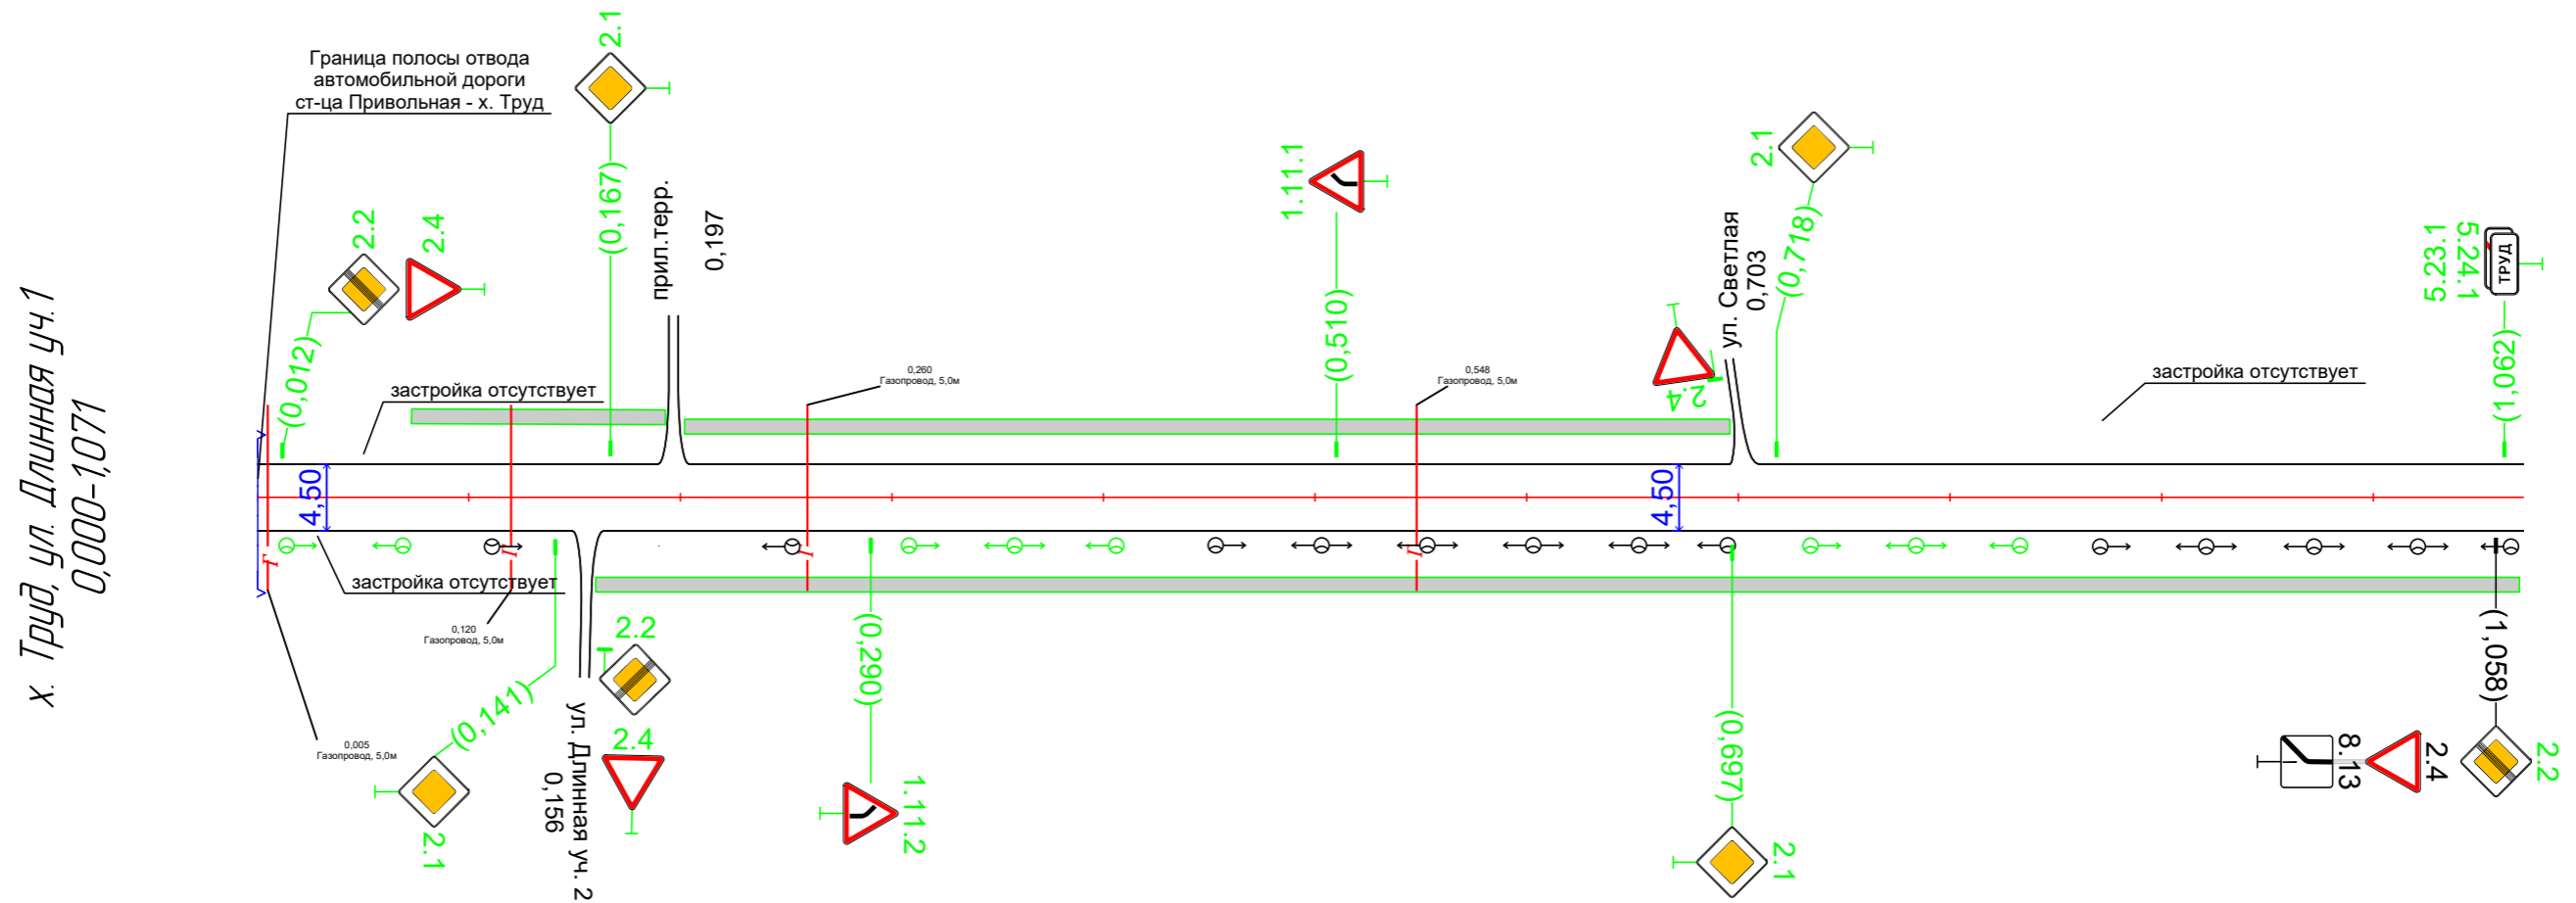 х. Труд, ул. Длинная уч.1
0,000-1,071
Граница полосы отвода
автомобильной дороги
ст-ца Привольная - х. Труд
2.1
(0,167)
2.2
2.4
(0,012)
застройка отсутствует
прил.терр.
0,197
0,260
Газопровод, 5,0м
1.11.1
(0,510)
0,548
Газопровод, 5,0м
2.4
ул. Светлая
0,703
2.1
(0,718)
застройка отсутствует
5.23.1
5.24.1
ТРУД
(1,062)
4,50
4,50
Г
Г
Г
Г
застройка отсутствует
0,120
Газопровод, 5,0м
0,005
Газопровод, 5,0м
(0,141)
2.1
ул. Длинная уч. 2
0,156
2.2
2.4
(0,290)
1.11.2
(0,697)
2.1
(1,058)
8.13
2.4
2.2